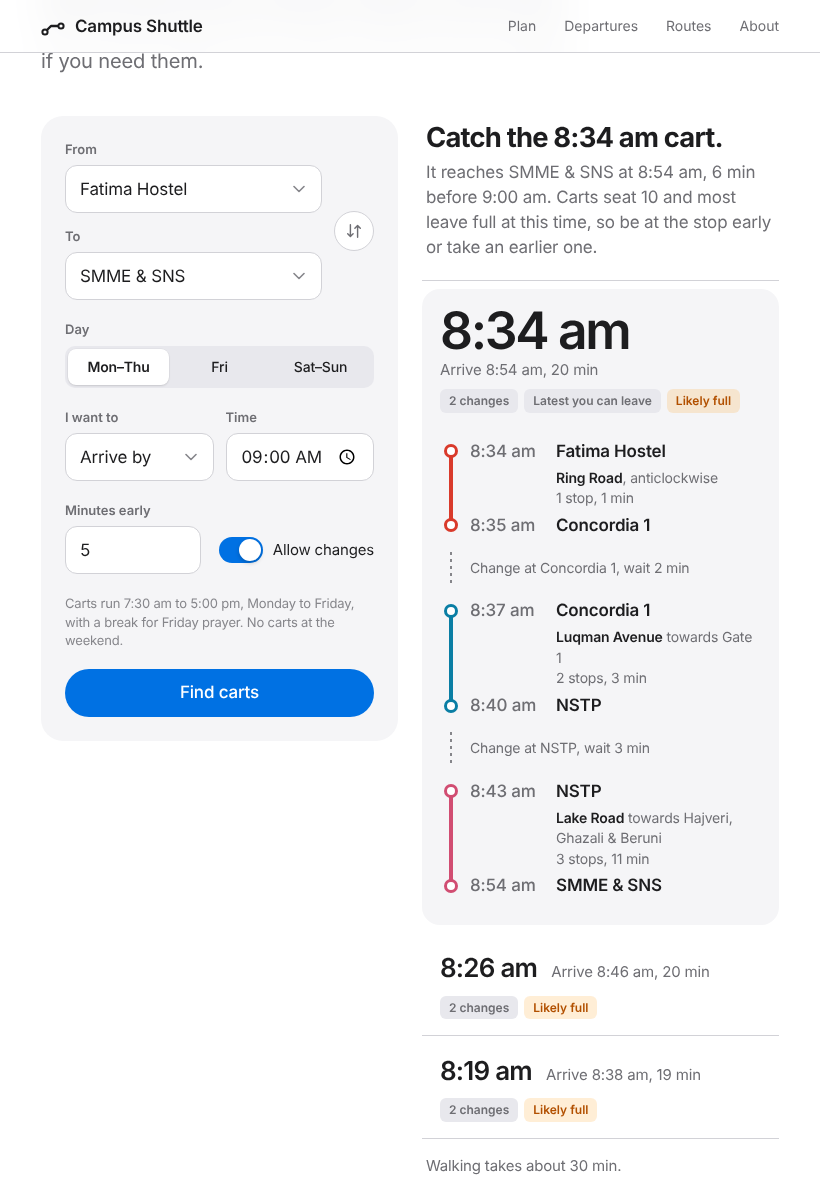 Campus Shuttle
Plan
Departures
Routes
About
if you need them.
From
Fatima Hostel
To
SMME & SNS
Day
Mon–Thu
Fri
Sat–Sun
I want to
Time
Arrive by
09:00 AM
Minutes early
5
Allow changes
Carts run 7:30 am to 5:00 pm, Monday to Friday,
with a break for Friday prayer. No carts at the
weekend.
Find carts
Catch the 8:34 am cart.
It reaches SMME & SNS at 8:54 am, 6 min
before 9:00 am. Carts seat 10 and most
leave full at this time, so be at the stop early
or take an earlier one.
8:34 am
Arrive 8:54 am, 20 min
2 changes
Latest you can leave
Likely full
8:34 am Fatima Hostel
Ring Road, anticlockwise
1 stop, 1 min
8:35 am Concordia 1
Change at Concordia 1, wait 2 min
8:37 am Concordia 1
Luqman Avenue towards Gate
1
2 stops, 3 min
8:40 am NSTP
Change at NSTP, wait 3 min
8:43 am NSTP
Lake Road towards Hajveri,
Ghazali & Beruni
3 stops, 11 min
8:54 am SMME & SNS
8:26 am Arrive 8:46 am, 20 min
2 changes
Likely full
8:19 am Arrive 8:38 am, 19 min
2 changes
Likely full
Walking takes about 30 min.